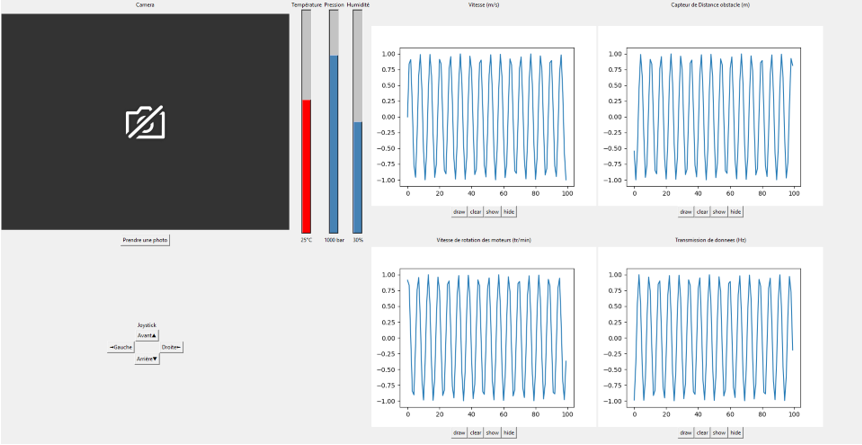 Camera
Température Pression Humidité
25°C 1000 bar 30%
Prendre une photo
Joystick
Avant▲
◄Gauche Droite►
Arrière▼
Vitesse (m/s)
1.00
0.75
0.50
0.25
0.00
−0.25
−0.50
−0.75
−1.00
0 20 40 60 80 100
draw clear show hide
Capteur de Distance obstacle (m)
1.00
0.75
0.50
0.25
0.00
−0.25
−0.50
−0.75
−1.00
0 20 40 60 80 100
draw clear show hide
Vitesse de rotation des moteurs (tr/min)
1.00
0.75
0.50
0.25
0.00
−0.25
−0.50
−0.75
−1.00
0 20 40 60 80 100
draw clear show hide
Transmission de donnees (Hz)
1.00
0.75
0.50
0.25
0.00
−0.25
−0.50
−0.75
−1.00
0 20 40 60 80 100
draw clear show hide